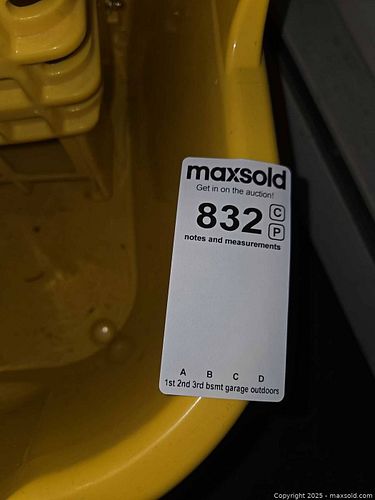 maxsold
Get in on the auction!
832 C
P
notes and measurements
A B C D
1st 2nd 3rd bsmt garage outdoors
Copyright 2025 - maxsold.com